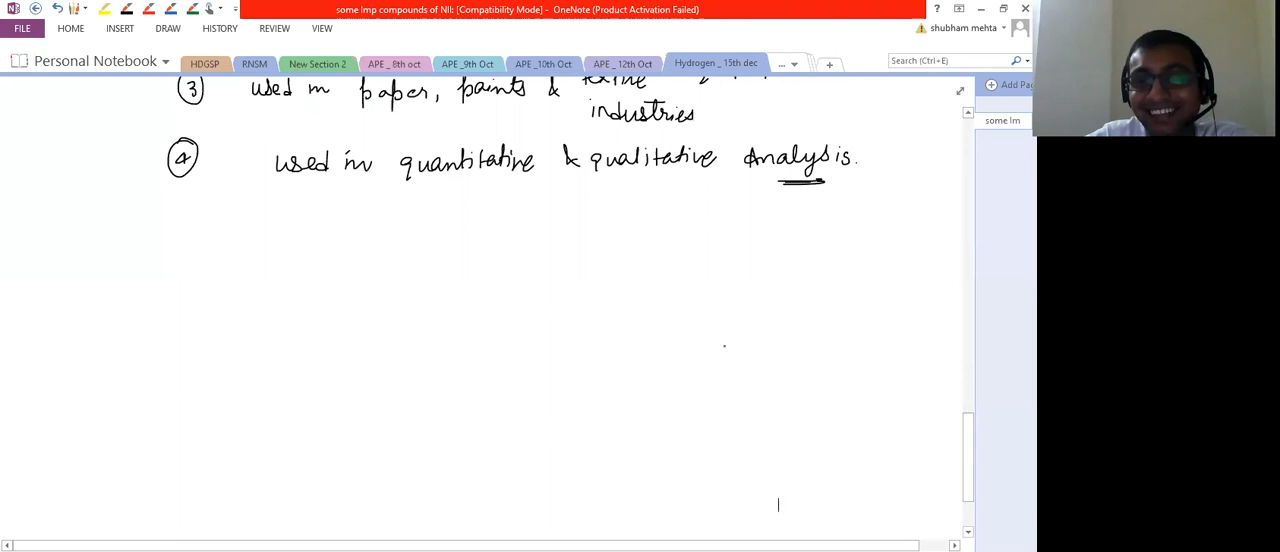 some Imp compounds of NII: [Compatibility Mode] - OneNote (Product Activation Failed)
FILE HOME INSERT DRAW HISTORY REVIEW VIEW
shubham mehta
Personal Notebook
HDGSP RNSM New Section 2 APE _ 8th oct APE _9th Oct APE _10th Oct APE _ 12th Oct Hydrogen _ 15th dec ...
Search (Ctrl+E)
Add Pag
some Im
③ used in paper, paints &
industries
④ used in quantitative & qualitative Analysis.